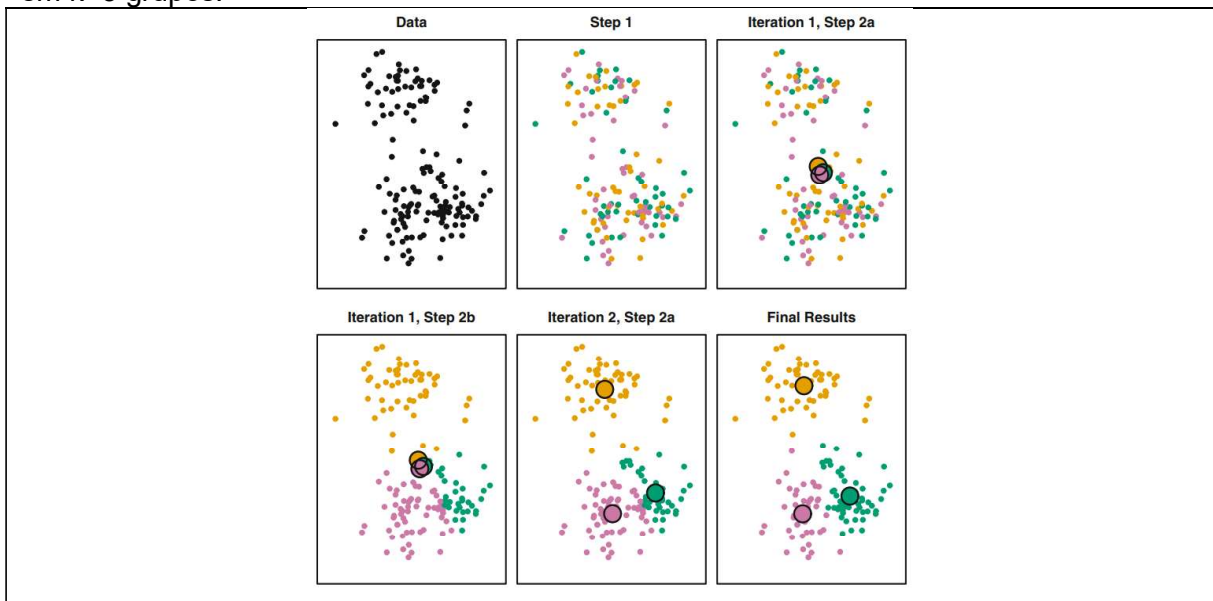 Data
Step 1
Iteration 1, Step 2a
Iteration 1, Step 2b
Iteration 2, Step 2a
Final Results